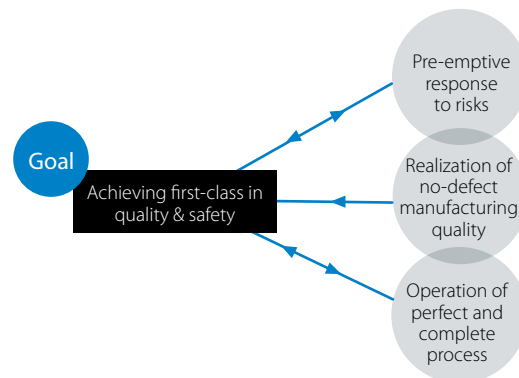 Goal
Achieving first-class in
quality & safety
Pre-emptive
response
to risks
Realization of
no-defect
manufacturing
quality
Operation of
perfect and
complete
process